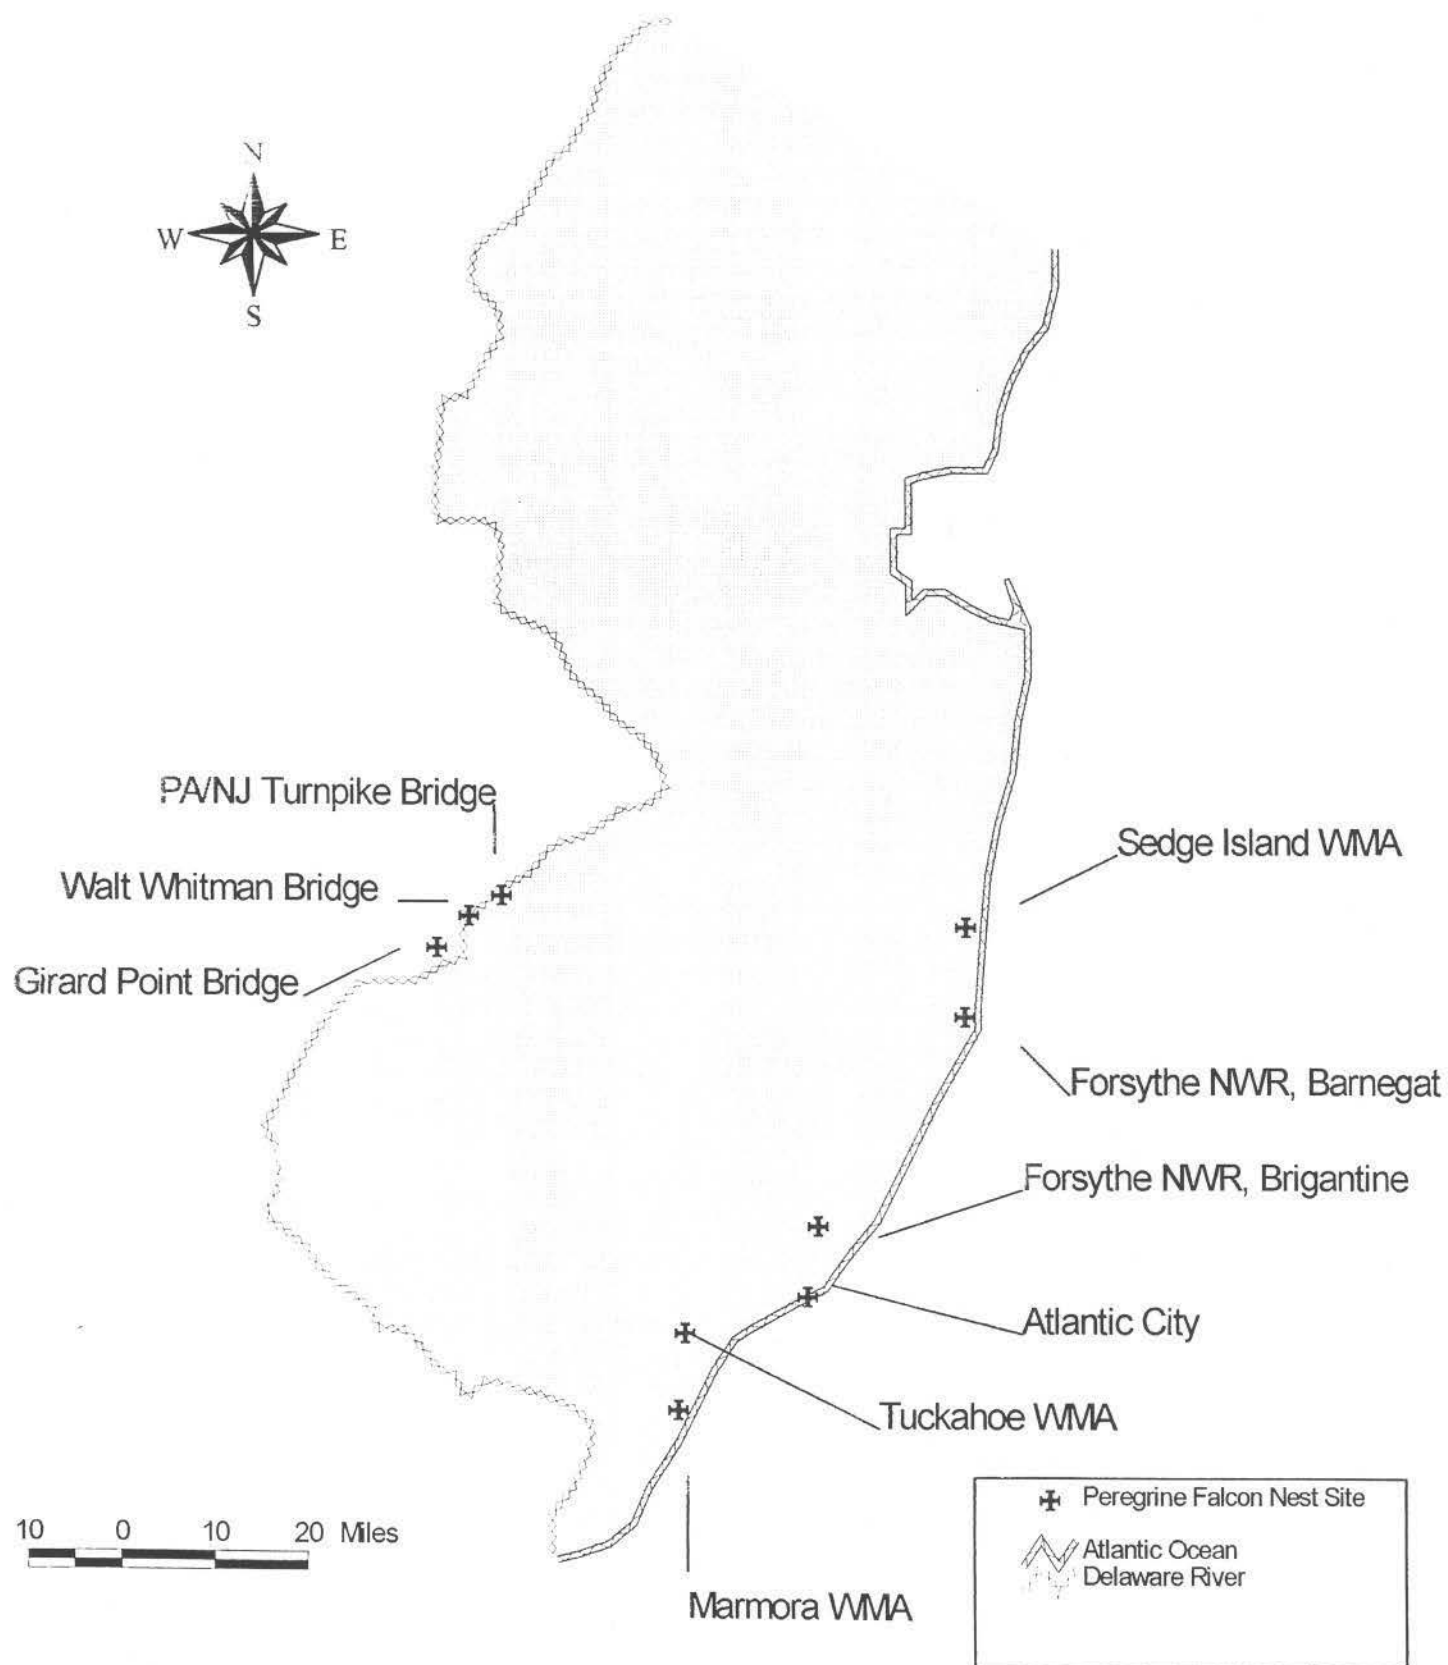 N
W E
S
PA/NJ Turnpike Bridge
Walt Whitman Bridge
Girard Point Bridge
Sedge Island WMA
Forsythe NWR, Barnegat
Forsythe NWR, Brigantine
Atlantic City
Tuckahoe WMA
Marmora WMA
10 0 10 20 Miles
Peregrine Falcon Nest Site
Atlantic Ocean
Delaware River